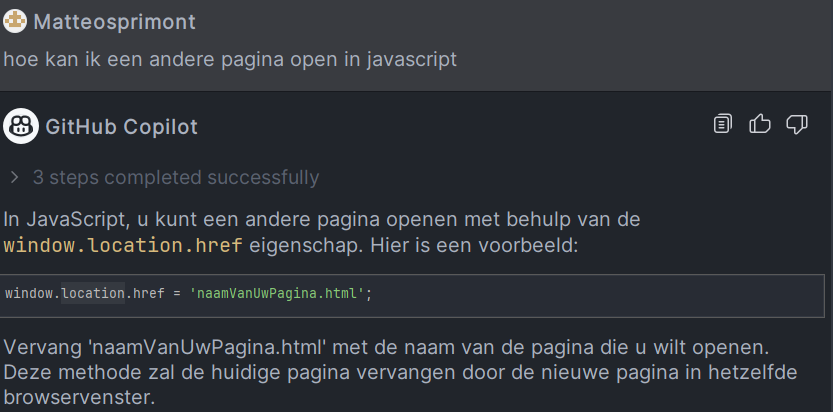 Matteosprimont
hoe kan ik een andere pagina open in javascript
GitHub Copilot
3 steps completed successfully
In JavaScript, u kunt een andere pagina openen met behulp van de
window.location.href eigenschap. Hier is een voorbeeld:
window.location.href = 'naamVanUwPagina.html';
Vervang 'naamVanUwPagina.html' met de naam van de pagina die u wilt openen.
Deze methode zal de huidige pagina vervangen door de nieuwe pagina in hetzelfde
browservenster.